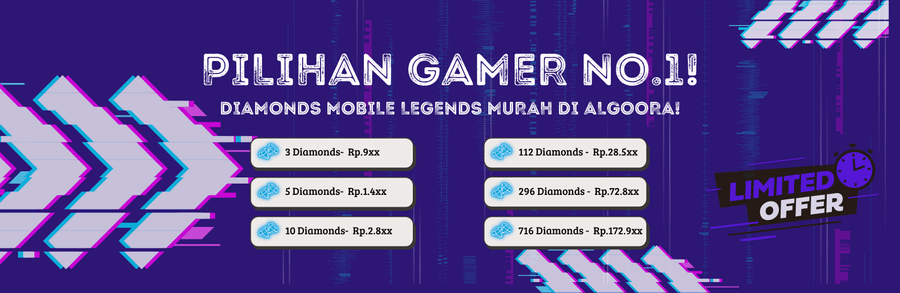 PILIHAN GAMER NO.1!
DIAMONDS MOBILE LEGENDS MURAH DI ALGOORA!
3 Diamonds- Rp.9xx
5 Diamonds- Rp.1.4xx
10 Diamonds- Rp.2.8xx
112 Diamonds - Rp.28.5xx
296 Diamonds - Rp.72.8xx
716 Diamonds - Rp.172.9xx
LIMITED
OFFER